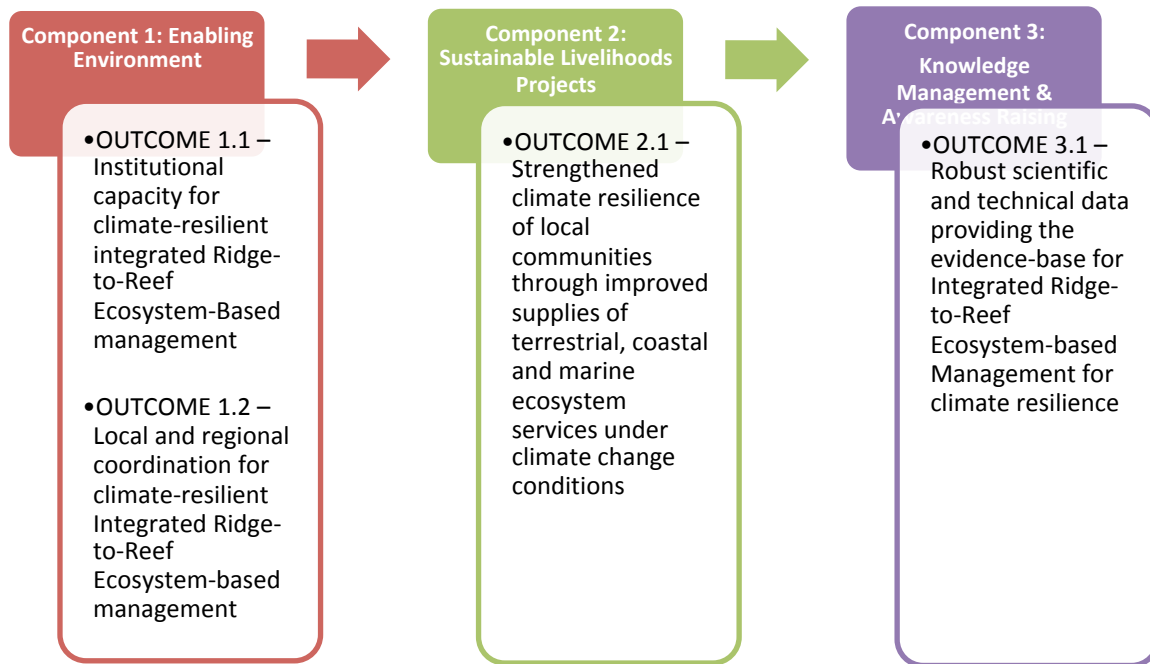 Component 1: Enabling
Environment
•OUTCOME 1.1 –
Institutional
capacity for
climate-resilient
integrated Ridge-
to-Reef
Ecosystem-Based
management
•OUTCOME 1.2 –
Local and regional
coordination for
climate-resilient
Integrated Ridge-
to-Reef
Ecosystem-based
management
Component 2:
Sustainable Livelihoods
Projects
•OUTCOME 2.1 –
Strengthened
climate resilience
of local
communities
through improved
supplies of
terrestrial, coastal
and marine
ecosystem
services under
climate change
conditions
Component 3:
Knowledge
Management &
Awareness Raising
•OUTCOME 3.1 –
Robust scientific
and technical data
providing the
evidence-base for
Integrated Ridge-
to-Reef
Ecosystem-based
Management for
climate resilience